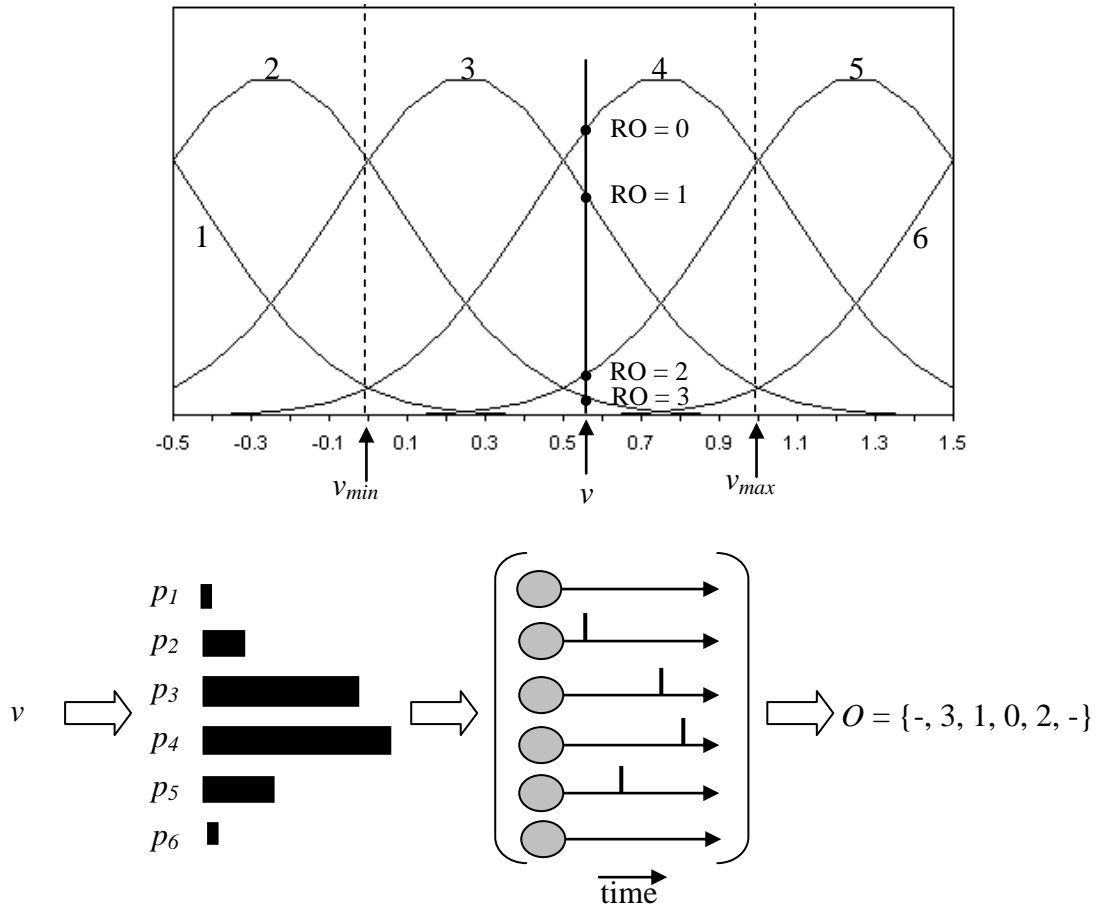 2 3 4 5
RO = 0
RO = 1
1 6
RO = 2
RO = 3
-0.5 -0.3 -0.1 0.1 0.3 0.5 0.7 0.9 1.1 1.3 1.5
vmin v vmax
p1
p2
p3
v p4 O = {-, 3, 1, 0, 2, -}
p5
p6
time